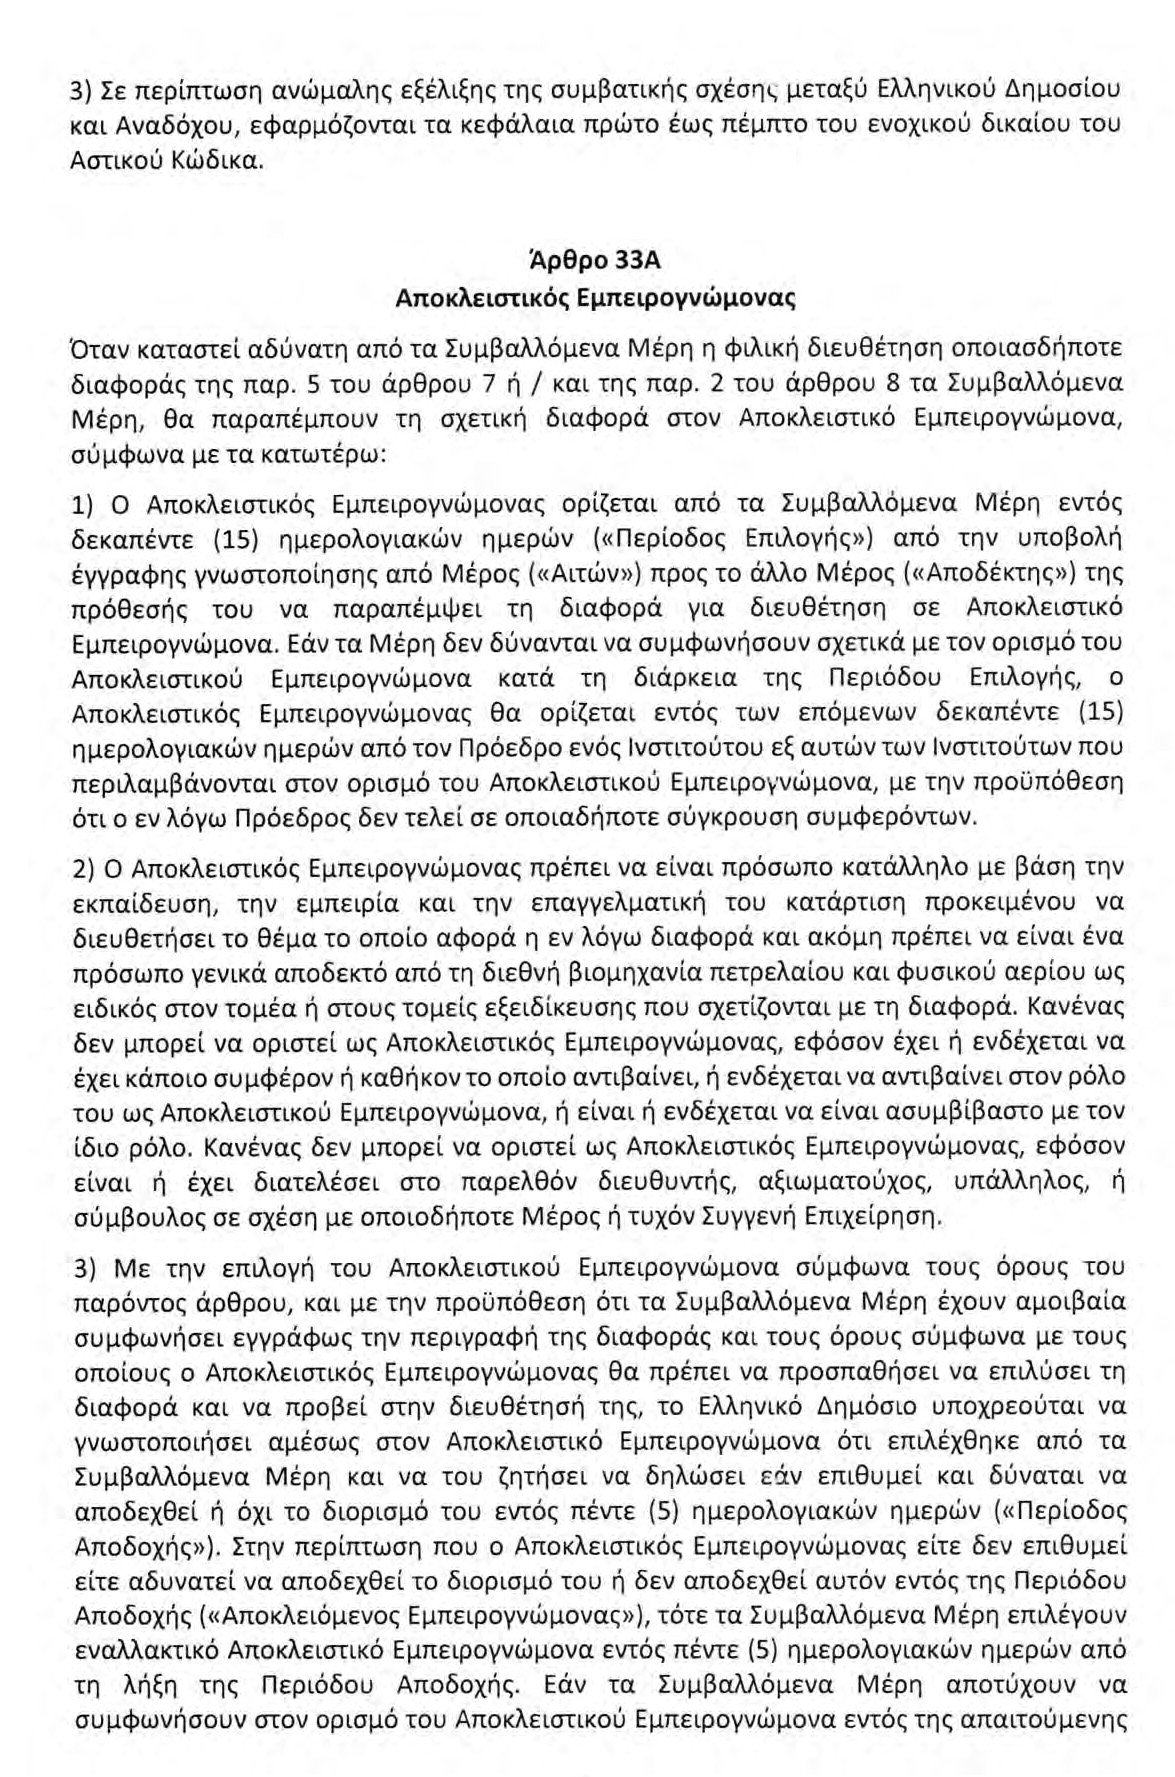 3) Σε περίπτωση ανώμαλης εξέλιξης της συμβατικής σχέσης μεταξύ Ελληνικού Δημοσίου
και Αναδόχου, εφαρμόζονται τα κεφάλαια πρώτο έως πέμπτο του ενοχικού δικαίου του
Αστικού Κώδικα.
Άρθρο 33Α
Αποκλειστικός Εμπειρογνώμονας
Όταν καταστεί αδύνατη από τα Συμβαλλόμενα Μέρη η φιλική διευθέτηση οποιασδήποτε
διαφοράς της παρ. 5 του άρθρου 7 ή / και της παρ. 2 του άρθρου 8 τα Συμβαλλόμενα
Μέρη, θα παραπέμπουν τη σχετική διαφορά στον Αποκλειστικό Εμπειρογνώμονα,
σύμφωνα με τα κατωτέρω:
1) Ο Αποκλειστικός Εμπειρογνώμονας ορίζεται από τα Συμβαλλόμενα Μέρη εντός
δεκαπέντε (15) ημερολογιακών ημερών («Περίοδος Επιλογής») από την υποβολή
έγγραφης γνωστοποίησης από Μέρος («Αιτών») προς το άλλο Μέρος («Αποδέκτης») της
πρόθεσής του να παραπέμψει τη διαφορά για διευθέτηση σε Αποκλειστικό
Εμπειρογνώμονα. Εάν τα Μέρη δεν δύνανται να συμφωνήσουν σχετικά με τον ορισμό του
Αποκλειστικού Εμπειρογνώμονα κατά τη διάρκεια της Περιόδου Επιλογής, ο
Αποκλειστικός Εμπειρογνώμονας θα ορίζεται εντός των επόμενων δεκαπέντε (15)
ημερολογιακών ημερών από τον Πρόεδρο ενός Ινστιτούτου εξ αυτών των Ινστιτούτων που
περιλαμβάνονται στον ορισμό του Αποκλειστικού Εμπειρογνώμονα, με την προϋπόθεση
ότι ο εν λόγω Πρόεδρος δεν τελεί σε οποιαδήποτε σύγκρουση συμφερόντων.
2) Ο Αποκλειστικός Εμπειρογνώμονας πρέπει να είναι πρόσωπο κατάλληλο με βάση την
εκπαίδευση, την εμπειρία και την επαγγελματική του κατάρτιση προκειμένου να
διευθετήσει το θέμα το οποίο αφορά η εν λόγω διαφορά και ακόμη πρέπει να είναι ένα
πρόσωπο γενικά αποδεκτό από τη διεθνή βιομηχανία πετρελαίου και φυσικού αερίου ως
ειδικός στον τομέα ή στους τομείς εξειδίκευσης που σχετίζονται με τη διαφορά. Κανένας
δεν μπορεί να οριστεί ως Αποκλειστικός Εμπειρογνώμονας, εφόσον έχει ή ενδέχεται να
έχει κάποιο συμφέρον ή καθήκον το οποίο αντιβαίνει, ή ενδέχεται να αντιβαίνει στον ρόλο
του ως Αποκλειστικού Εμπειρογνώμονα, ή είναι ή ενδέχεται να είναι ασυμβίβαστο με τον
ίδιο ρόλο. Κανένας δεν μπορεί να οριστεί ως Αποκλειστικός Εμπειρογνώμονας, εφόσον
είναι ή έχει διατελέσει στο παρελθόν διευθυντής, αξιωματούχος, υπάλληλος, ή
σύμβουλος σε σχέση με οποιοδήποτε Μέρος ή τυχόν Συγγενή Επιχείρηση.
3) Με την επιλογή του Αποκλειστικού Εμπειρογνώμονα σύμφωνα τους όρους του
παρόντος άρθρου, και με την προϋπόθεση ότι τα Συμβαλλόμενα Μέρη έχουν αμοιβαία
συμφωνήσει εγγράφως την περιγραφή της διαφοράς και τους όρους σύμφωνα με τους
οποίους ο Αποκλειστικός Εμπειρογνώμονας θα πρέπει να προσπαθήσει να επιλύσει τη
διαφορά και να προβεί στην διευθέτησή της, το Ελληνικό Δημόσιο υποχρεούται να
γνωστοποιήσει αμέσως στον Αποκλειστικό Εμπειρογνώμονα ότι επιλέχθηκε από τα
Συμβαλλόμενα Μέρη και να του ζητήσει να δηλώσει εάν επιθυμεί και δύναται να
αποδεχθεί ή όχι το διορισμό του εντός πέντε (5) ημερολογιακών ημερών («Περίοδος
Αποδοχής»). Στην περίπτωση που ο Αποκλειστικός Εμπειρογνώμονας είτε δεν επιθυμεί
είτε αδυνατεί να αποδεχθεί το διορισμό του ή δεν αποδεχθεί αυτόν εντός της Περιόδου
Αποδοχής («Αποκλειόμενος Εμπειρογνώμονας»), τότε τα Συμβαλλόμενα Μέρη επιλέγουν
εναλλακτικό Αποκλειστικό Εμπειρογνώμονα εντός πέντε (5) ημερολογιακών ημερών από
τη λήξη της Περιόδου Αποδοχής. Εάν τα Συμβαλλόμενα Μέρη αποτύχουν να
συμφωνήσουν στον ορισμό του Αποκλειστικού Εμπειρογνώμονα εντός της απαιτούμενης